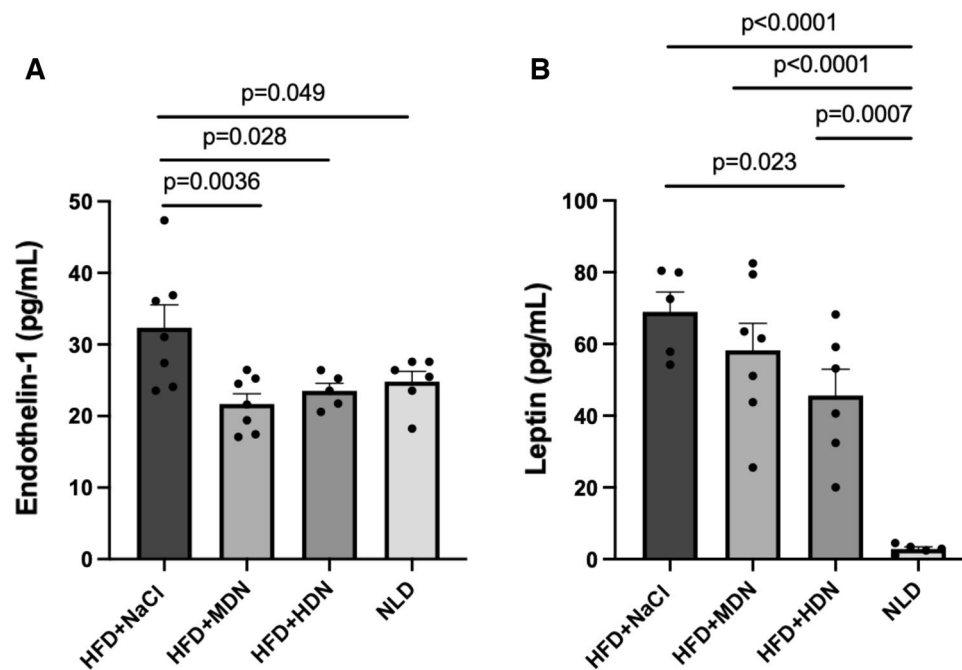 A
p=0.049
p=0.028
p=0.0036
Endothelin-1 (pg/mL)
50
40
30
20
10
0
HFD+NaCl
HFD+MDN
HFD+HDN
NLD
B
p<0.0001
p<0.0001
p=0.0007
p=0.023
Leptin (pg/mL)
100
80
60
40
20
0
HFD+NaCl
HFD+MDN
HFD+HDN
NLD